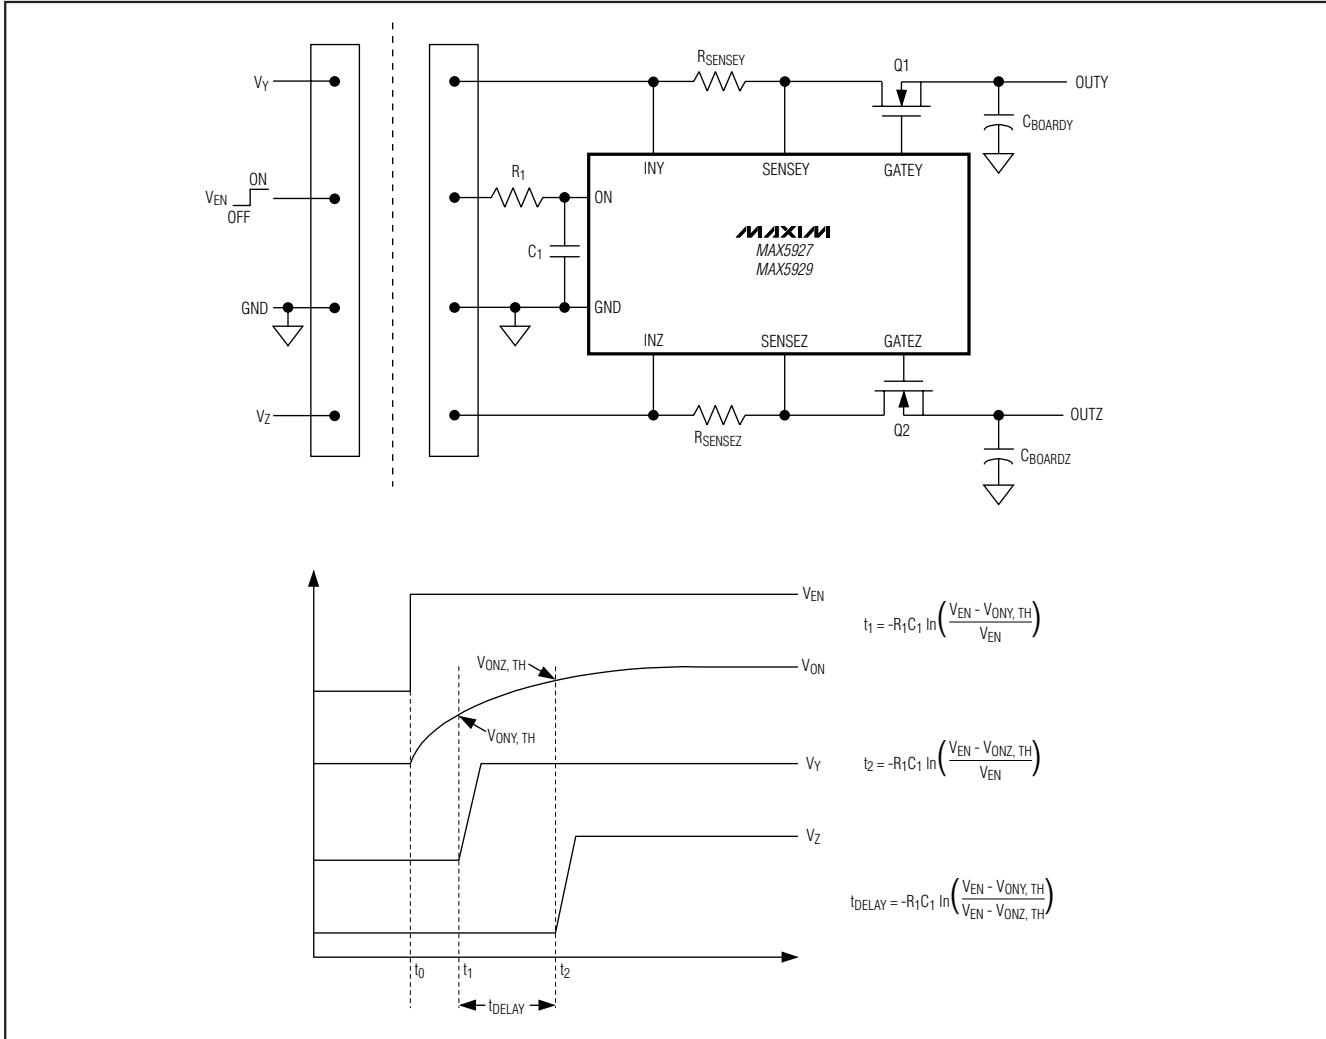 VY
RSENSEY
Q1
OUTY
CBOARDY
INY
SENSEY
GATEY
ON
VEN
OFF
R1
ON
C1
MAXIM
MAX5927
MAX5929
GND
GND
INZ
SENSEZ
GATEZ
VZ
RSENSEZ
Q2
OUTZ
CBOARDZ
VEN
t1 = -R1C1 ln(VEN - VONY, TH / VEN)
VONZ, TH
VON
VONY, TH
VY
t2 = -R1C1 ln(VEN - VONZ, TH / VEN)
VZ
tDELAY = -R1C1 ln(VEN - VONY, TH / VEN - VONZ, TH)
t0 t1 t2
tDELAY